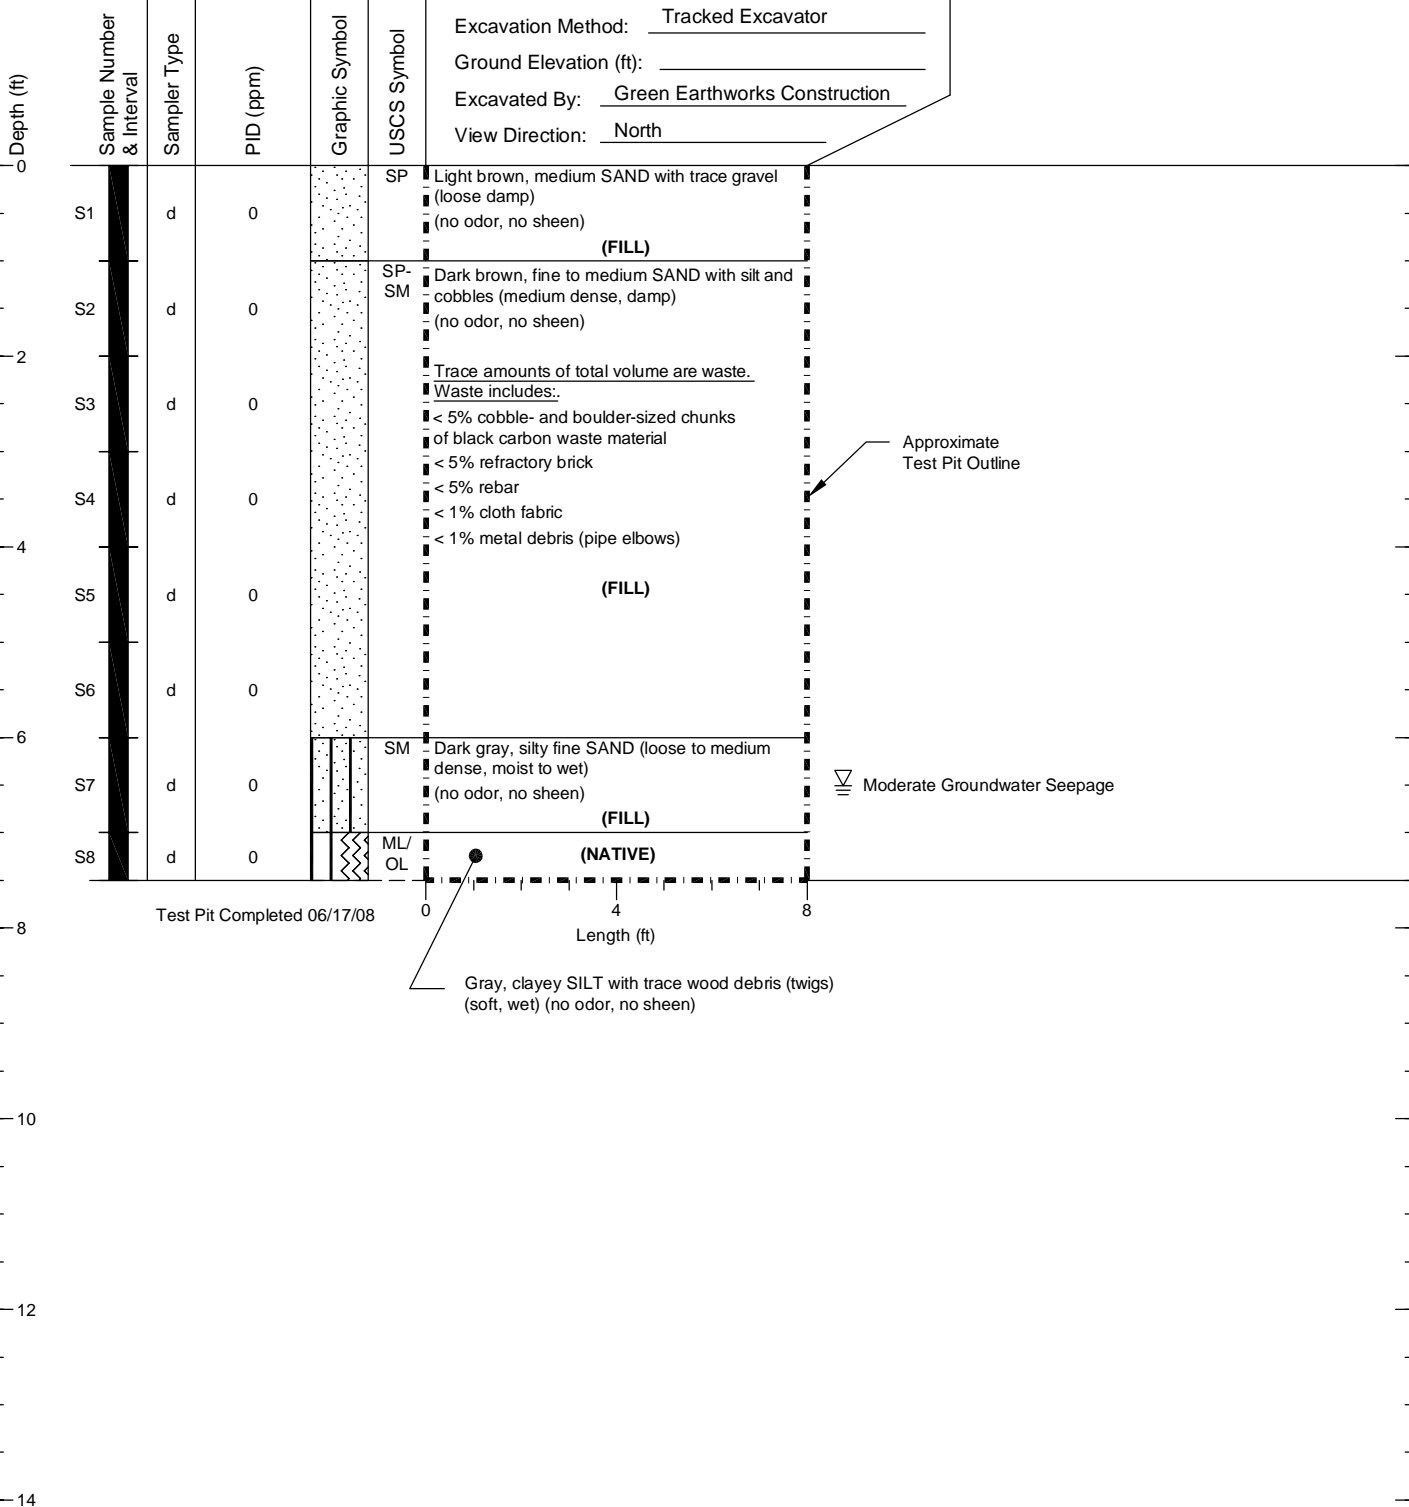 Depth (ft)
Sample Number
& Interval
Sampler Type
PID (ppm)
Graphic Symbol
USCS Symbol
Excavation Method: Tracked Excavator
Ground Elevation (ft):
Excavated By: Green Earthworks Construction
View Direction: North
0
S1 d 0
SP
Light brown, medium SAND with trace gravel
(loose damp)
(no odor, no sheen)
(FILL)
SP-
SM
Dark brown, fine to medium SAND with silt and
cobbles (medium dense, damp)
(no odor, no sheen)
S2 d 0
2
Trace amounts of total volume are waste.
Waste includes:.
S3 d 0
< 5% cobble- and boulder-sized chunks
of black carbon waste material
< 5% refractory brick
< 5% rebar
< 1% cloth fabric
< 1% metal debris (pipe elbows)
Approximate
Test Pit Outline
S4 d 0
4
(FILL)
S5 d 0
S6 d 0
6
SM
Dark gray, silty fine SAND (loose to medium
dense, moist to wet)
(no odor, no sheen)
(FILL)
S7 d 0
Moderate Groundwater Seepage
ML/
OL
(NATIVE)
S8 d 0
Test Pit Completed 06/17/08
0 4 8
Length (ft)
8
Gray, clayey SILT with trace wood debris (twigs)
(soft, wet) (no odor, no sheen)
10
12
14